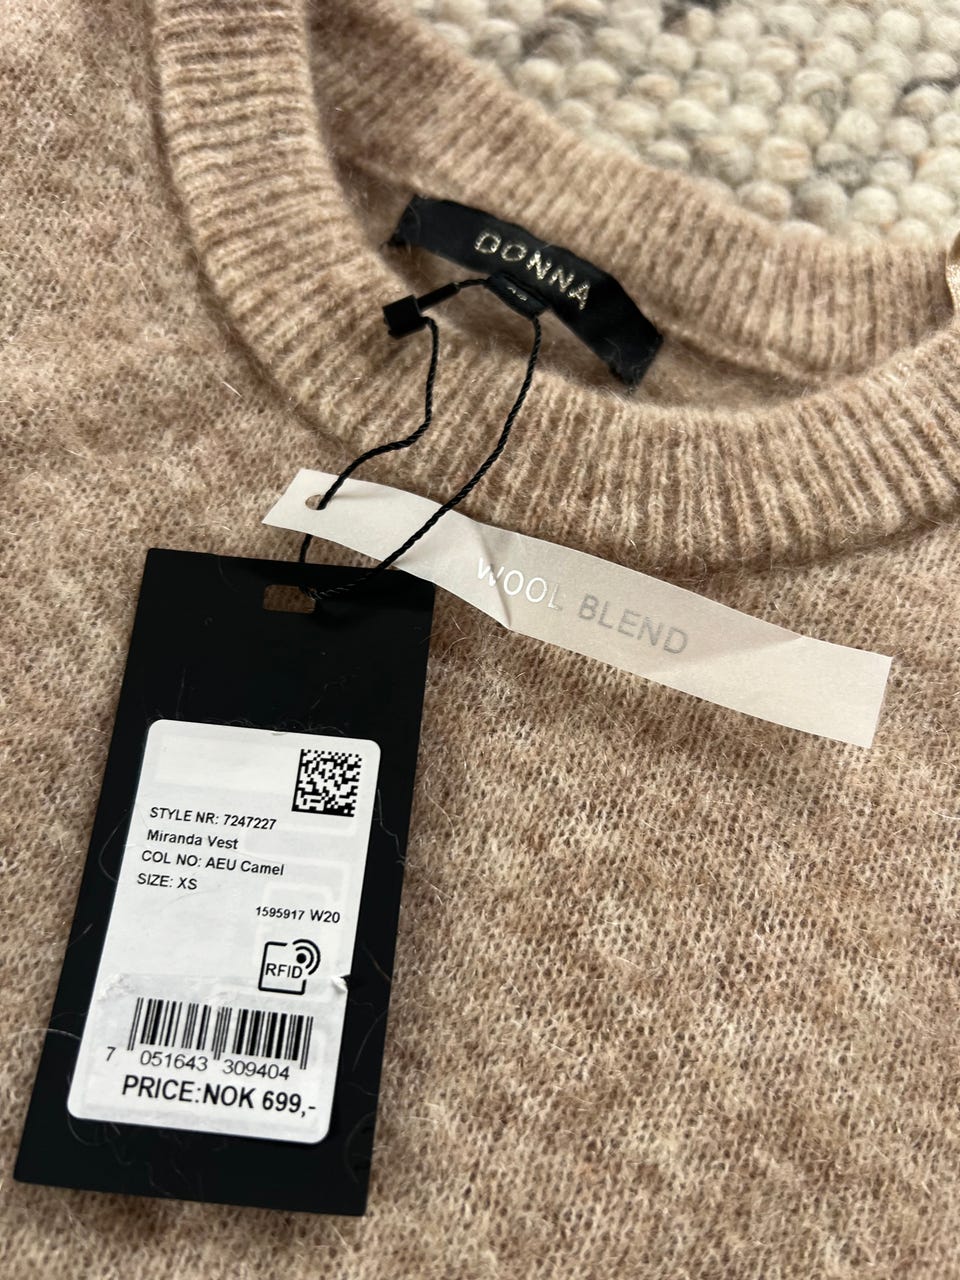 DONNA
WOOL BLEND
STYLE NR: 7247227
Miranda Vest
COL NO: AEU Camel
SIZE: XS
1595917 W20
RFID
7 051643 309404
PRICE:NOK 699,-